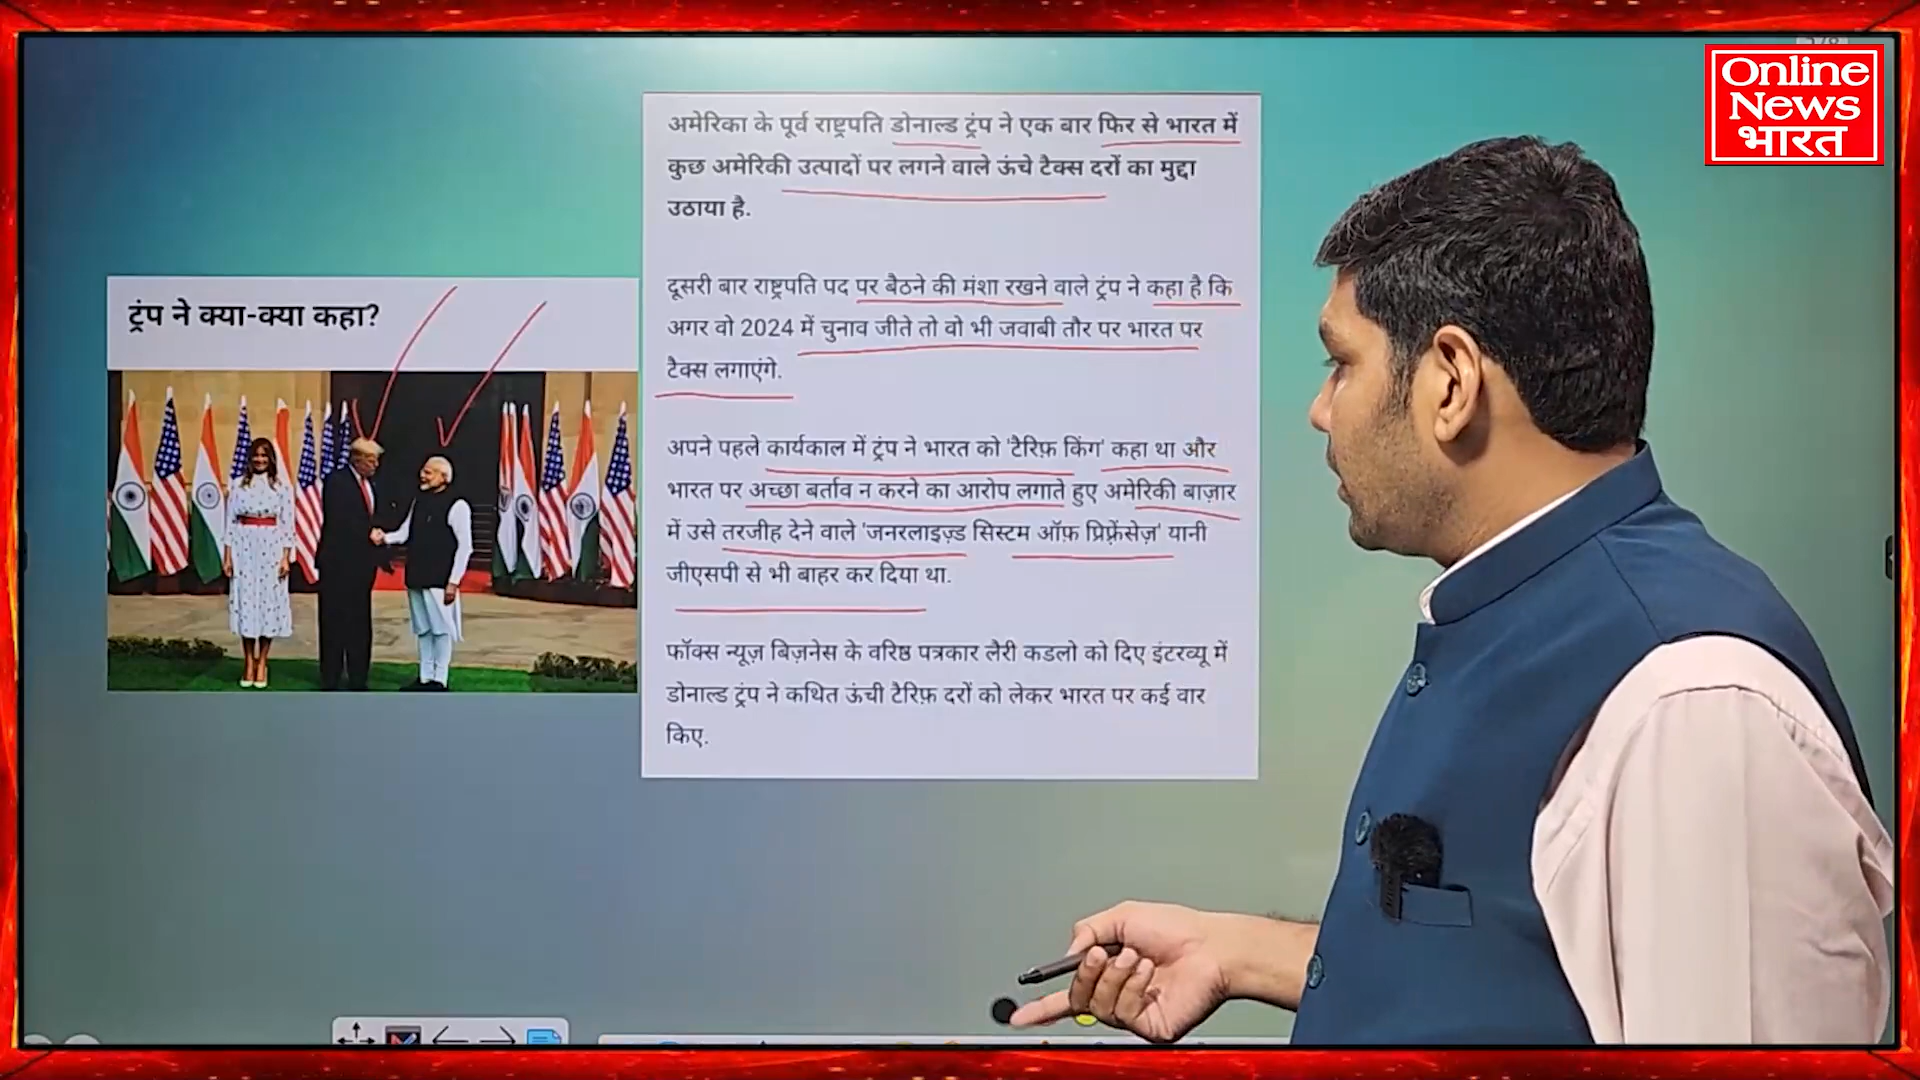 Online
News
भारत
ट्रंप ने क्या-क्या कहा?
अमेरिका के पूर्व राष्ट्रपति डोनाल्ड ट्रंप ने एक बार फिर से भारत में
कुछ अमेरिकी उत्पादों पर लगने वाले ऊंचे टैक्स दरों का मुद्दा
उठाया है.
दूसरी बार राष्ट्रपति पद पर बैठने की मंशा रखने वाले ट्रंप ने कहा है कि
अगर वो 2024 में चुनाव जीते तो वो भी जवाबी तौर पर भारत पर
टैक्स लगाएंगे.
अपने पहले कार्यकाल में ट्रंप ने भारत को 'टैरिफ़ किंग' कहा था और
भारत पर अच्छा बर्ताव न करने का आरोप लगाते हुए अमेरिकी बाज़ार
में उसे तरजीह देने वाले 'जनरलाइज़्ड सिस्टम ऑफ़ प्रिफ़्रेंसेज़' यानी
जीएसपी से भी बाहर कर दिया था.
फॉक्स न्यूज़ बिज़नेस के वरिष्ठ पत्रकार लैरी कडलो को दिए इंटरव्यू में
डोनाल्ड ट्रंप ने कथित ऊंची टैरिफ़ दरों को लेकर भारत पर कई वार
किए.